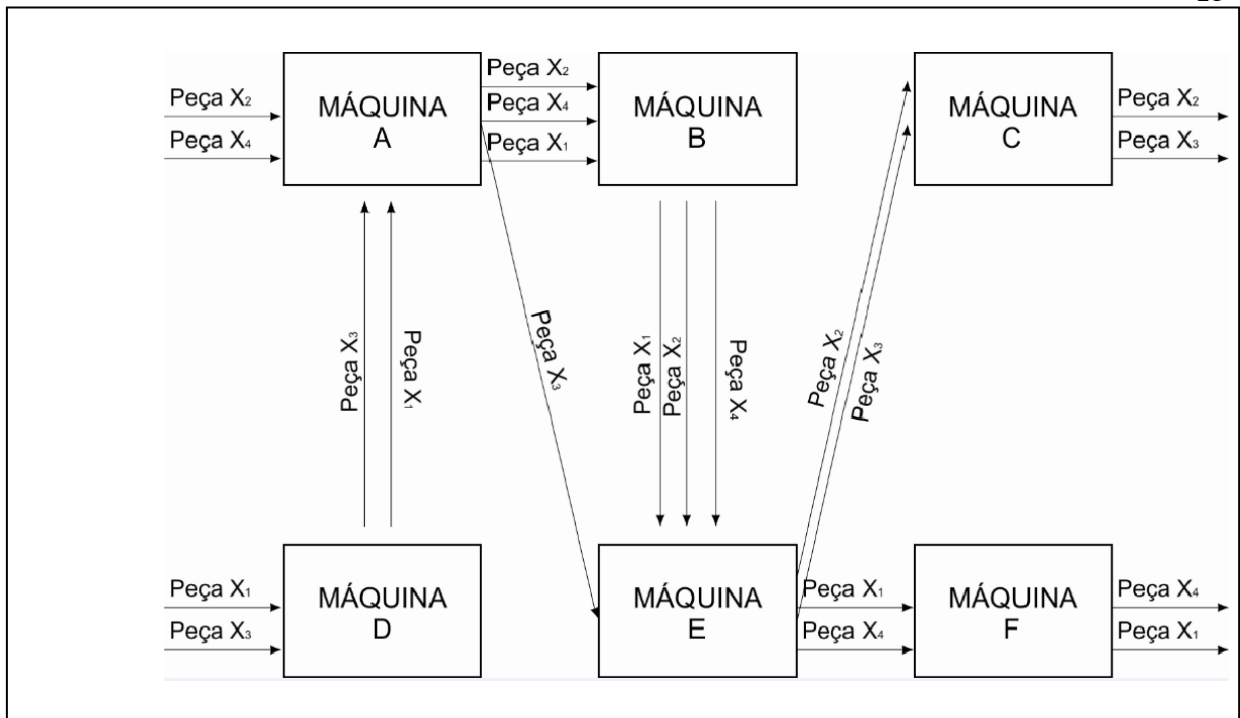 Peça X₂
Peça X₄
MÁQUINA
A
Peça X₂
Peça X₄
Peça X₁
MÁQUINA
B
MÁQUINA
C
Peça X₂
Peça X₃
Peça X₃
Peça X₁
Peça X₃
Peça X₁
Peça X₂
Peça X₄
Peça X₂
Peça X₃
Peça X₁
Peça X₃
MÁQUINA
D
MÁQUINA
E
Peça X₁
Peça X₄
MÁQUINA
F
Peça X₄
Peça X₁